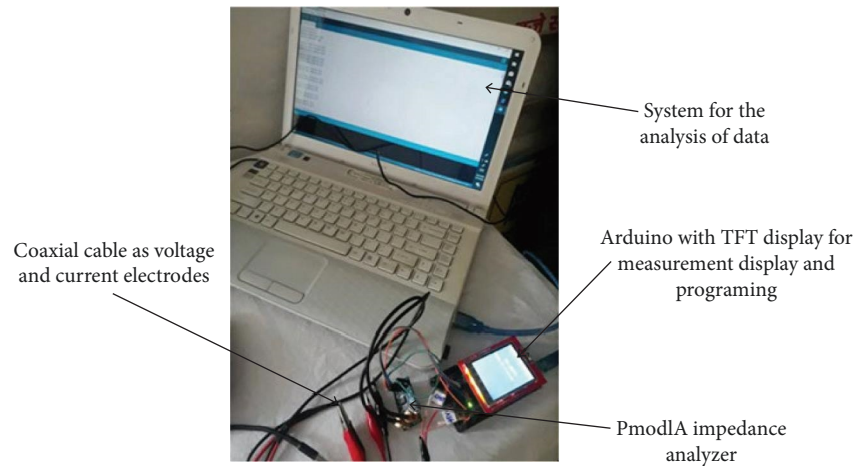 System for the
analysis of data
Coaxial cable as voltage
and current electrodes
Arduino with TFT display for
measurement display and
programing
PmodlA impedance
analyzer